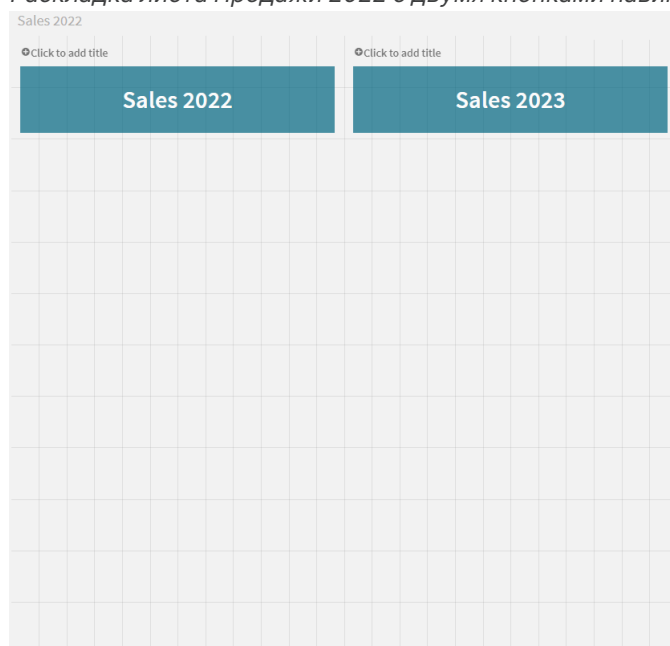 Раскладка листа Продажи 2022 с двумя кнопками
Sales 2022
Click to add title
Click to add title
Sales 2022
Sales 2023